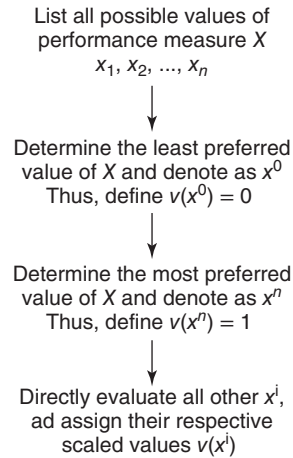 List all possible values of
performance measure X
x₁, x₂, ..., xₙ
Determine the least preferred
value of X and denote as x⁰
Thus, define v(x⁰) = 0
Determine the most preferred
value of X and denote as xⁿ
Thus, define v(xⁿ) = 1
Directly evaluate all other xⁱ,
ad assign their respective
scaled values v(xⁱ)